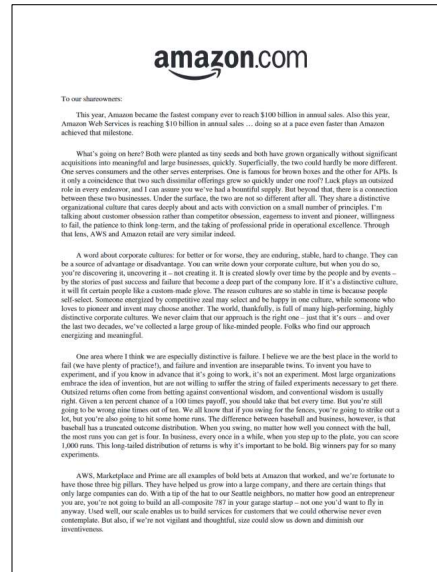 amazon.com
To our shareowners:
This year, Amazon became the fastest company ever to reach $100 billion in annual sales. Also this year,
Amazon Web Services is reaching $10 billion in annual sales … doing so at a pace even faster than Amazon
achieved that milestone.
What's going on here? Both were planted as tiny seeds and both have grown organically without significant
acquisitions into meaningful and large businesses, quickly. Superficially, the two could hardly be more different.
One serves consumers and the other serves enterprises. One is famous for brown boxes and the other for APIs. Is
it only a coincidence that two such dissimilar offerings grew so quickly under one roof? Luck plays an outsized
role in every endeavor, and I can assure you we've had a bountiful supply. But beyond that, there is a connection
between these two businesses. Under the surface, the two are not so different after all. They share a distinctive
organizational culture that cares deeply about and acts with conviction on a small number of principles. I'm
talking about customer obsession rather than competitor obsession, eagerness to invent and pioneer, willingness
to fail, the patience to think long-term, and the taking of professional pride in operational excellence. Through
that lens, AWS and Amazon retail are very similar indeed.
A word about corporate cultures: for better or for worse, they are enduring, stable, hard to change. They can
be a source of advantage or disadvantage. You can write down your corporate culture, but when you do so,
you're discovering it, uncovering it – not creating it. It is created slowly over time by the people and by events –
by the stories of past success and failure that become a deep part of the company lore. If it's a distinctive culture,
it will fit certain people like a custom-made glove. The reason cultures are so stable in time is because people
self-select. Someone energized by competitive zeal may select and be happy in one culture, while someone who
loves to pioneer and invent may choose another. The world, thankfully, is full of many high-performing, highly
distinctive corporate cultures. We never claim that our approach is the right one – just that it's ours – and over
the last two decades, we've collected a large group of like-minded people. Folks who find our approach
energizing and meaningful.
One area where I think we are especially distinctive is failure. I believe we are the best place in the world to
fail (we have plenty of practice!), and failure and invention are inseparable twins. To invent you have to
experiment, and if you know in advance that it's going to work, it's not an experiment. Most large organizations
embrace the idea of invention, but are not willing to suffer the string of failed experiments necessary to get there.
Outsized returns often come from betting against conventional wisdom, and conventional wisdom is usually
right. Given a ten percent chance of a 100 times payoff, you should take that bet every time. But you're still
going to be wrong nine times out of ten. We all know that if you swing for the fences, you're going to strike out a
lot, but you're also going to hit some home runs. The difference between baseball and business, however, is that
baseball has a truncated outcome distribution. When you swing, no matter how well you connect with the ball,
the most runs you can get is four. In business, every once in a while, when you step up to the plate, you can score
1,000 runs. This long-tailed distribution of returns is why it's important to be bold. Big winners pay for so many
experiments.
AWS, Marketplace and Prime are all examples of bold bets at Amazon that worked, and we're fortunate to
have those three big pillars. They have helped us grow into a large company, and there are certain things that
only large companies can do. With a tip of the hat to our Seattle neighbors, no matter how good an entrepreneur
you are, you're not going to build an all-composite 787 in your garage startup – not one you'd want to fly in
anyway. Used well, our scale enables us to build services for customers that we could otherwise never even
contemplate. But also, if we're not vigilant and thoughtful, size could slow us down and diminish our
inventiveness.